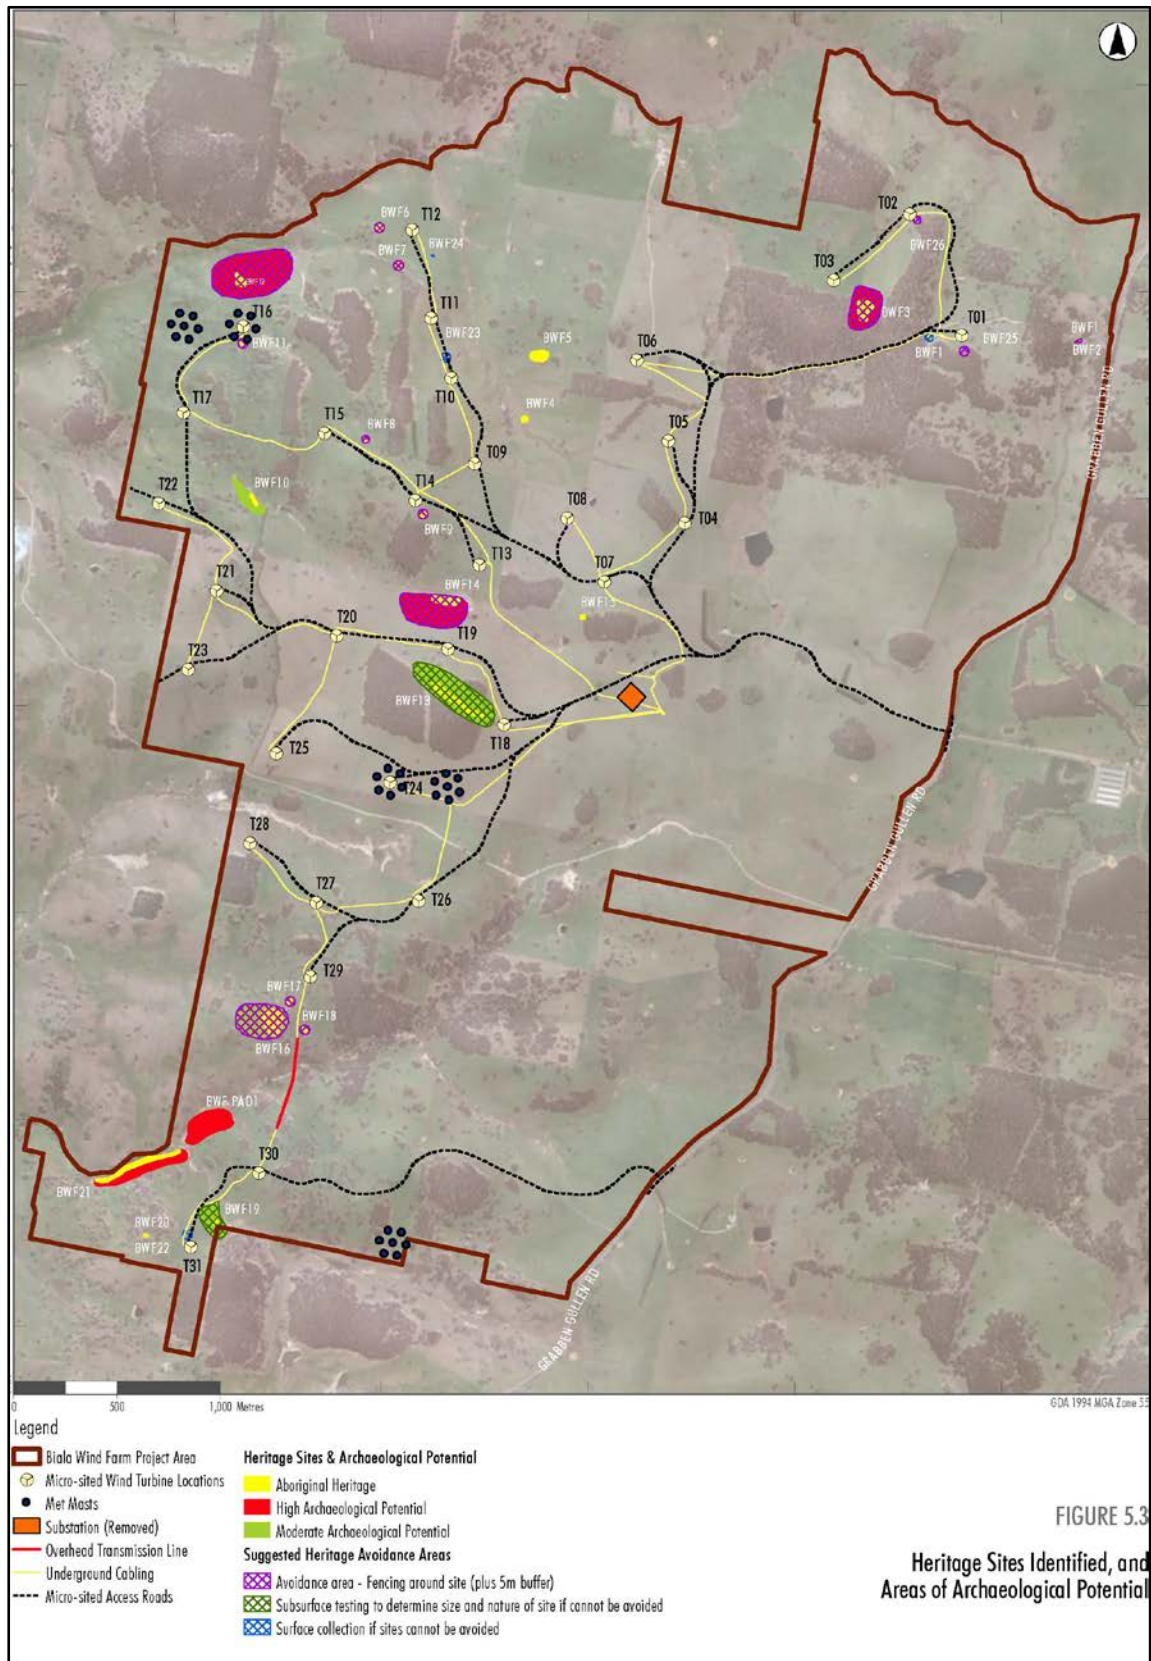 T12
BWF6
T02
BWF24
BWF7
BWF26
T03
T16
T11
BWF3
T01
BWF23
BWF11
BWF5
T06
BWF1
BWF25
BWF1
BWF2
T10
T17
T15
BWF8
BWF4
T05
T09
GRABBEN GULLEN RD
T22
BWF10
T14
T08
BWF9
T04
T13
T07
T21
BWF14
BWF15
T20
T19
T23
BWF13
T18
T25
T24
GRABBEN GULLEN RD
T28
T27
T26
T29
BWF17
BWF18
BWF16
BWF PAD1
T30
BWF21
BWF19
BWF20
BWF22
T31
GRABBEN GULLEN RD
0 500 1,000 Metres
GDA 1994 MGA Zone 55
Legend
Biala Wind Farm Project Area
Micro-sited Wind Turbine Locations
Met Masts
Substation (Removed)
Overhead Transmission Line
Underground Cabling
Micro-sited Access Roads
Heritage Sites & Archaeological Potential
Aboriginal Heritage
High Archaeological Potential
Moderate Archaeological Potential
Suggested Heritage Avoidance Areas
Avoidance area - Fencing around site (plus 5m buffer)
Subsurface testing to determine size and nature of site if cannot be avoided
Surface collection if sites cannot be avoided
FIGURE 5.3
Heritage Sites Identified, and
Areas of Archaeological Potential